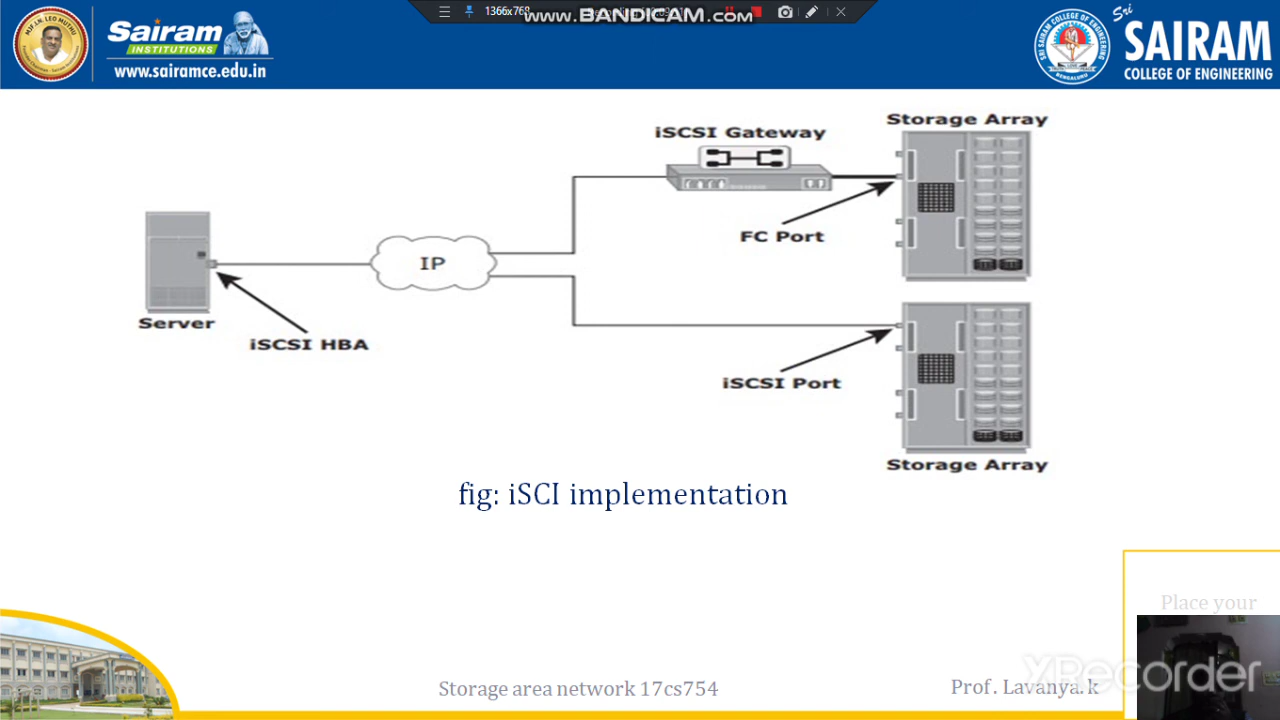 1366x768
www.BANDICAM.com
Sairam
INSTITUTIONS
www.sairamce.edu.in
Sri
SAIRAM
COLLEGE OF ENGINEERING
Storage Array
iSCSI Gateway
FC Port
IP
Server
iSCSI HBA
iSCSI Port
Storage Array
fig: iSCI implementation
Place your
XRecorder
Storage area network 17cs754
Prof. Lavanya.k